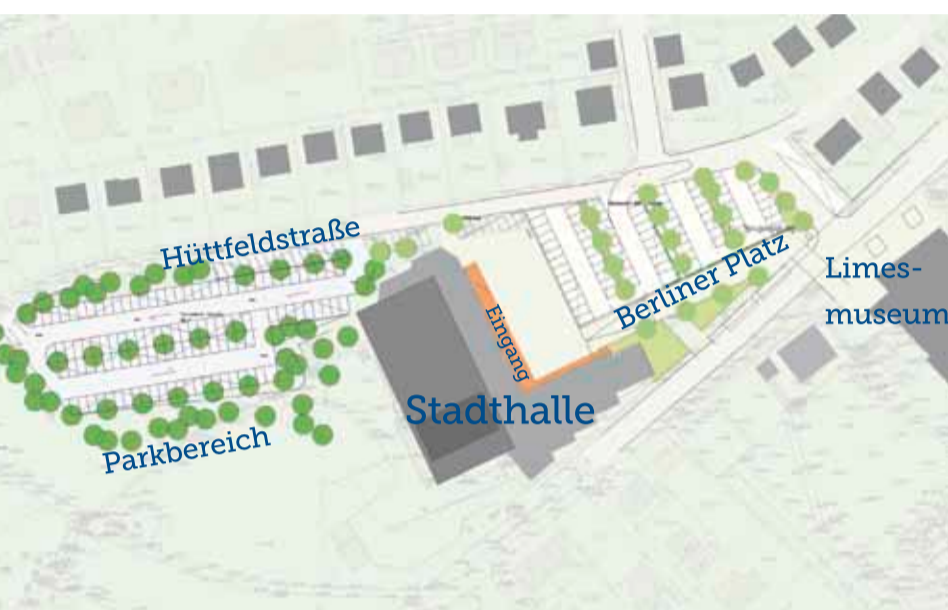 Hüttfeldstraße
Berliner Platz
Limes-
museum
Eingang
Stadthalle
Parkbereich